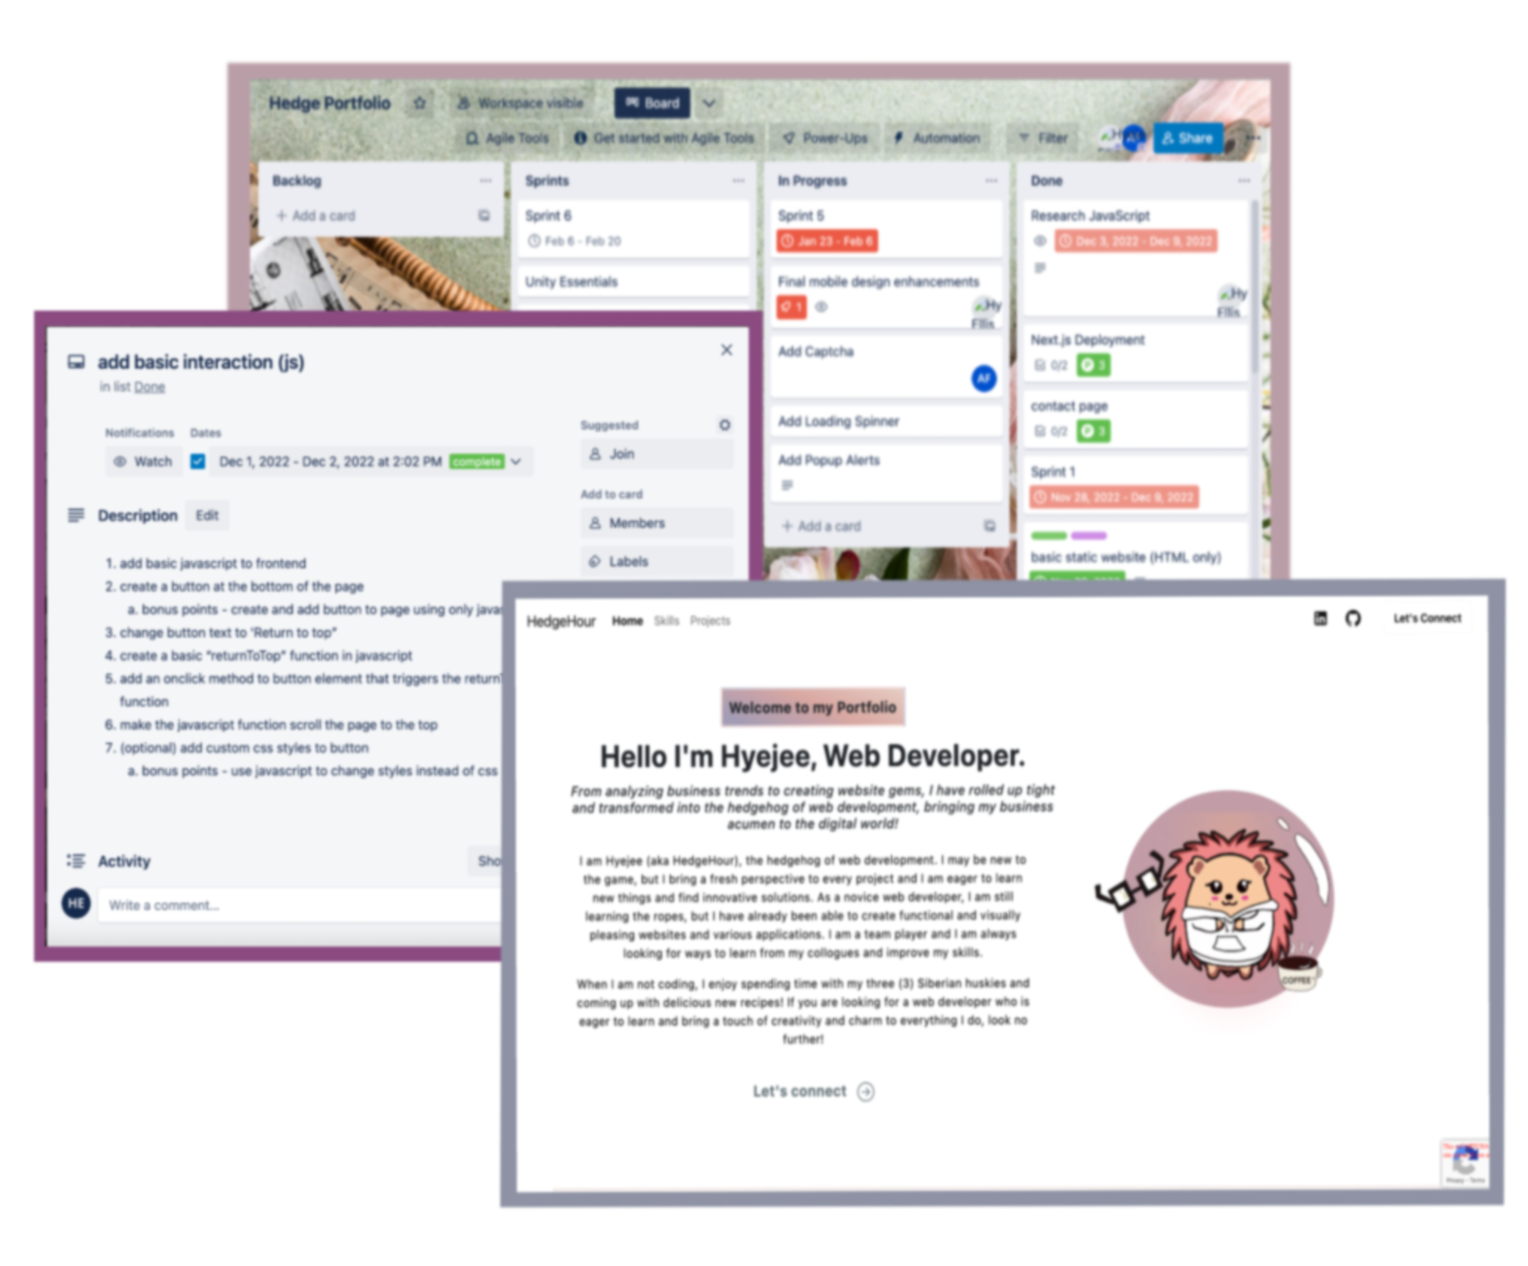 Hedge Portfolio
Workspace visible
Board
Agile Tools
Get started with Agile Tools
Power-Ups
Automation
Filter
AF
Share
Backlog
+ Add a card
Sprints
Sprint 6
Feb 6 - Feb 20
Unity Essentials
In Progress
Sprint 5
Jan 23 - Feb 6
Final mobile design enhancements
1
Hy
Ellis
Add Captcha
AF
Add Loading Spinner
Add Popup Alerts
+ Add a card
Done
Research JavaScript
Dec 3, 2022 - Dec 9, 2022
Hy
Ellis
Next.js Deployment
0/2
3
contact page
0/2
3
Sprint 1
Nov 28, 2022 - Dec 9, 2022
basic static website (HTML only)
add basic interaction (js)
in list Done
Notifications
Dates
Watch
Dec 1, 2022 - Dec 2, 2022 at 2:02 PM
complete
Suggested
Join
Add to card
Members
Labels
Description
Edit
1. add basic javascript to frontend
2. create a button at the bottom of the page
a. bonus points - create and add button to page using only javas
3. change button text to 'Return to top"
4. create a basic "returnToTop" function in javascript
5. add an onclick method to button element that triggers the return
function
6. make the javascript function scroll the page to the top
7. (optional) add custom css styles to button
a. bonus points - use javascript to change styles instead of css
Activity
Sho
HE
Write a comment...
HedgeHour
Home
Skills
Projects
Let's Connect
Welcome to my Portfolio
Hello I'm Hyejee, Web Developer.
From analyzing business trends to creating website gems, I have rolled up tight
and transformed into the hedgehog of web development, bringing my business
acumen to the digital world!
I am Hyejee (aka HedgeHour), the hedgehog of web development. I may be new to
the game, but I bring a fresh perspective to every project and I am eager to learn
new things and find innovative solutions. As a novice web developer, I am still
learning the ropes, but I have already been able to create functional and visually
pleasing websites and various applications. I am a team player and I am always
looking for ways to learn from my collogues and improve my skills.
When I am not coding, I enjoy spending time with my three (3) Siberian huskies and
coming up with delicious new recipes! If you are looking for a web developer who is
eager to learn and bring a touch of creativity and charm to everything I do, look no
further!
Let's connect
COFFEE
Privacy - Terms